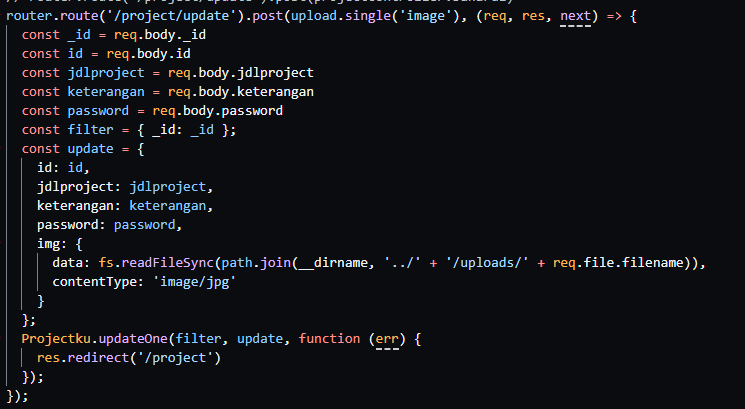 router.route('/project/update').post(upload.single('image'), (req, res, next) => {
const _id = req.body._id
const id = req.body.id
const jdlproject = req.body.jdlproject
const keterangan = req.body.keterangan
const password = req.body.password
const filter = { _id: _id };
const update = {
id: id,
jdlproject: jdlproject,
keterangan: keterangan,
password: password,
img: {
data: fs.readFileSync(path.join(__dirname, '../' + '/uploads/' + req.file.filename)),
contentType: 'image/jpg'
}
};
Projectku.updateOne(filter, update, function (err) {
res.redirect('/project')
});
});